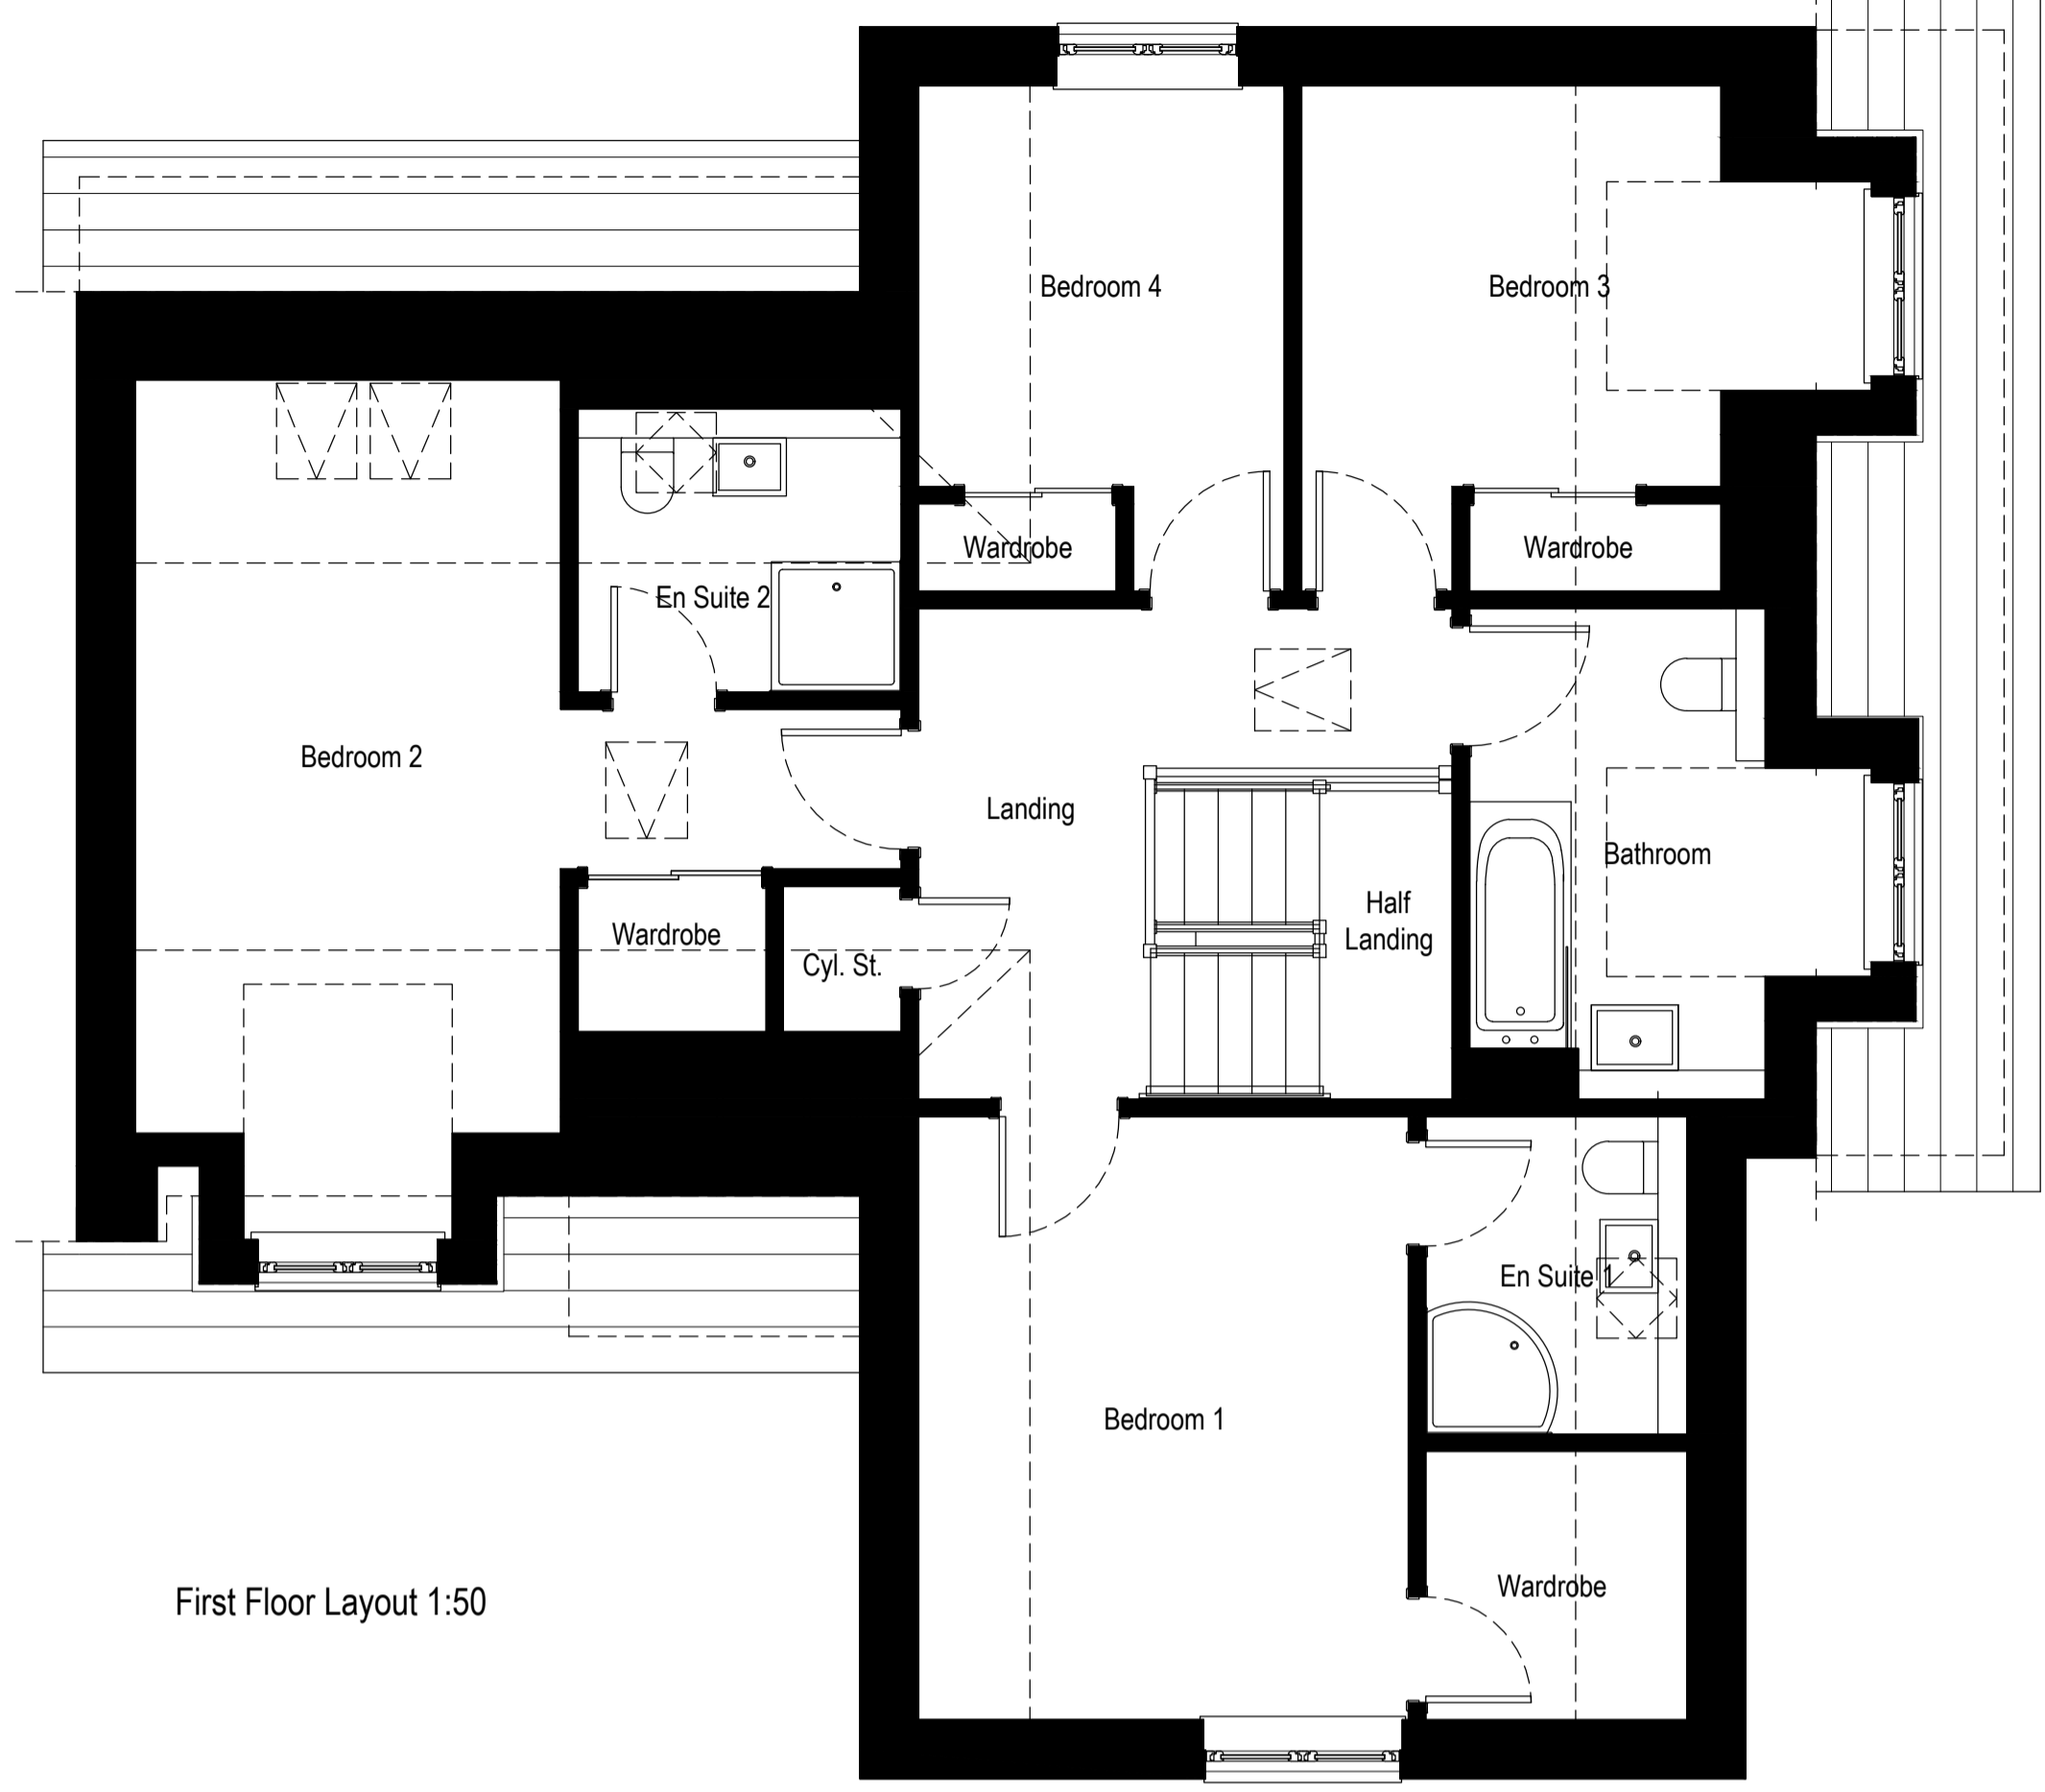 Bedroom 4
Bedroom 3
Wardrobe
Wardrobe
En Suite 2
Bedroom 2
Landing
Bathroom
Half
Landing
Wardrobe
Cyl. St.
En Suite 1
Bedroom 1
Wardrobe
First Floor Layout 1:50